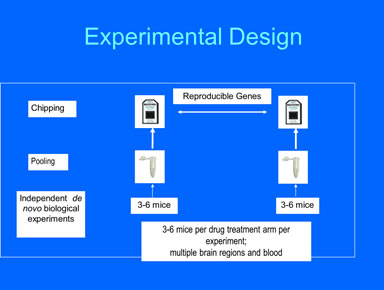 Experimental Design
Reproducible Genes
Chipping
Pooling
Independent de
novo biological
experiments
3-6 mice
3-6 mice
3-6 mice per drug treatment arm per
experiment;
multiple brain regions and blood